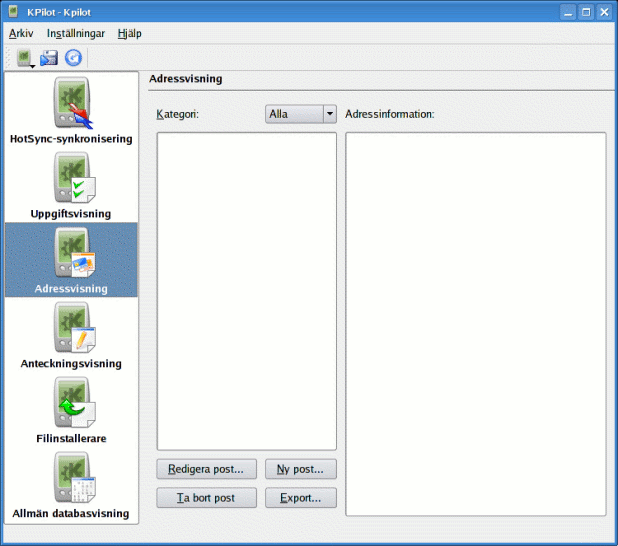 KPilot - Kpilot
Arkiv Inställningar Hjälp
HotSync-synkronisering
Uppgiftsvisning
Adressvisning
Anteckningsvisning
Filinstallerare
Allmän databasvisning
Adressvisning
Kategori: Alla Adressinformation:
Redigera post... Ny post...
Ta bort post Export...